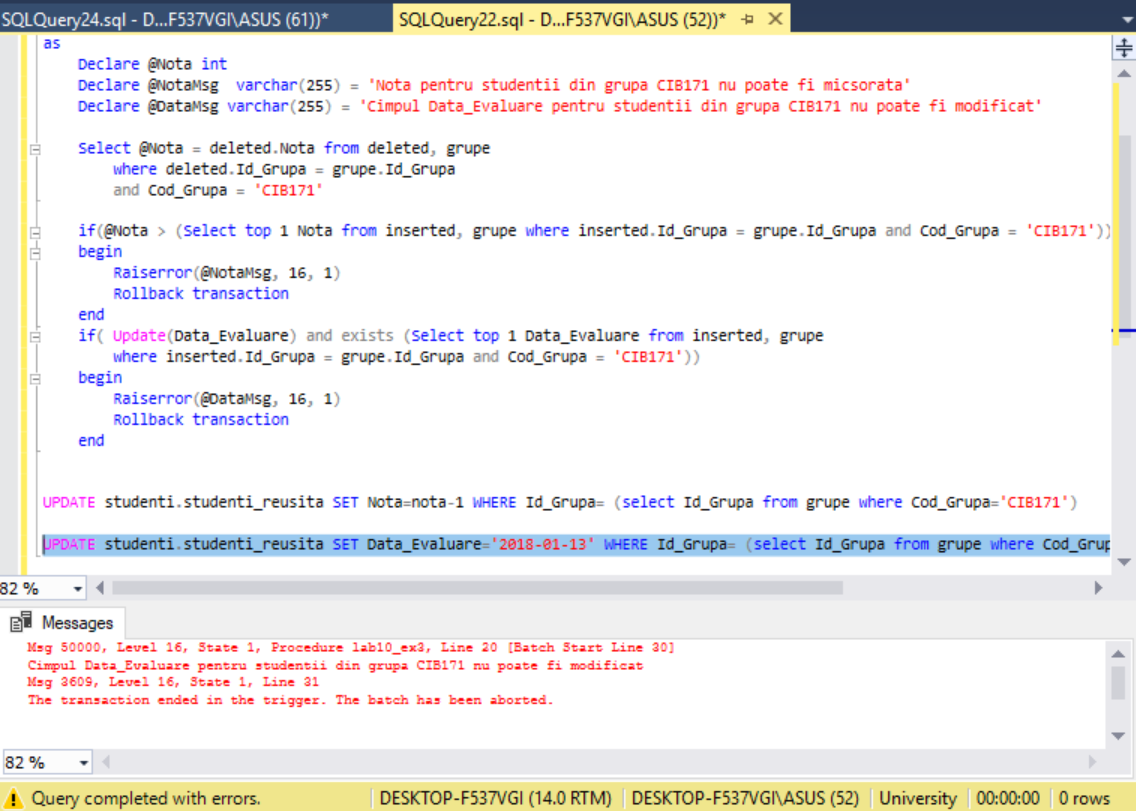 SQLQuery24.sql - D...F537VGI\ASUS (61))*
SQLQuery22.sql - D...F537VGI\ASUS (52))*
as
Declare @Nota int
Declare @NotaMsg  varchar(255) = 'Nota pentru studentii din grupa CIB171 nu poate fi micsorata'
Declare @DataMsg varchar(255) = 'Cimpul Data_Evaluare pentru studentii din grupa CIB171 nu poate fi modificat'
Select @Nota = deleted.Nota from deleted, grupe
where deleted.Id_Grupa = grupe.Id_Grupa
and Cod_Grupa = 'CIB171'
if(@Nota > (Select top 1 Nota from inserted, grupe where inserted.Id_Grupa = grupe.Id_Grupa and Cod_Grupa = 'CIB171'))
begin
Raiserror(@NotaMsg, 16, 1)
Rollback transaction
end
if( Update(Data_Evaluare) and exists (Select top 1 Data_Evaluare from inserted, grupe
where inserted.Id_Grupa = grupe.Id_Grupa and Cod_Grupa = 'CIB171'))
begin
Raiserror(@DataMsg, 16, 1)
Rollback transaction
end
UPDATE studenti.studenti_reusita SET Nota=nota-1 WHERE Id_Grupa= (select Id_Grupa from grupe where Cod_Grupa='CIB171')
UPDATE studenti.studenti_reusita SET Data_Evaluare='2018-01-13' WHERE Id_Grupa= (select Id_Grupa from grupe where Cod_Grup
82 %
Messages
Msg 50000, Level 16, State 1, Procedure lab10_ex3, Line 20 [Batch Start Line 30]
Cimpul Data_Evaluare pentru studentii din grupa CIB171 nu poate fi modificat
Msg 3609, Level 16, State 1, Line 31
The transaction ended in the trigger. The batch has been aborted.
82 %
Query completed with errors.
DESKTOP-F537VGI (14.0 RTM)
DESKTOP-F537VGI\ASUS (52)
University
00:00:00
0 rows